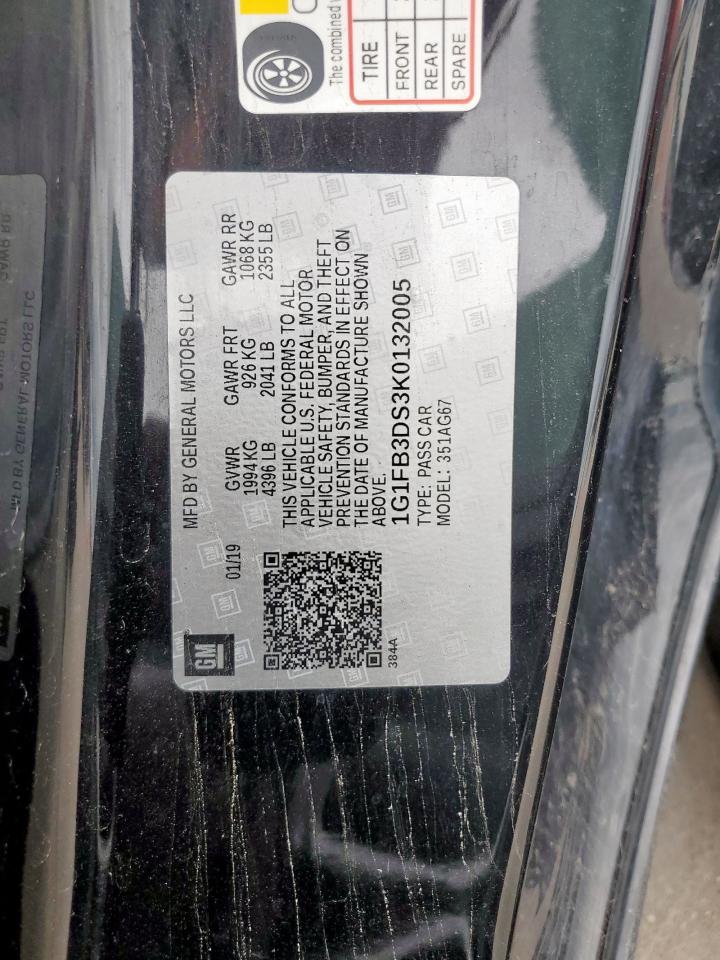 The combined
TIRE
FRONT
REAR
SPARE
MFD BY GENERAL MOTORS LLC
01/19
GVWR GAWR FRT GAWR RR
1994 KG 926 KG 1068 KG
4396 LB 2041 LB 2355 LB
THIS VEHICLE CONFORMS TO ALL
APPLICABLE U.S. FEDERAL MOTOR
VEHICLE SAFETY, BUMPER, AND THEFT
PREVENTION STANDARDS IN EFFECT ON
THE DATE OF MANUFACTURE SHOWN
ABOVE.
1G1FB3DS3K0132005
TYPE: PASS CAR
MODEL: 351AG67
GM
384A